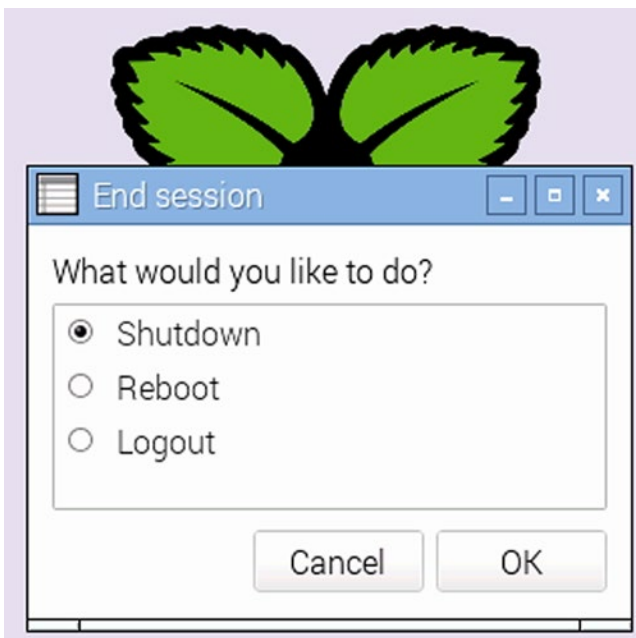 End session
What would you like to do?
Shutdown
Reboot
Logout
Cancel OK